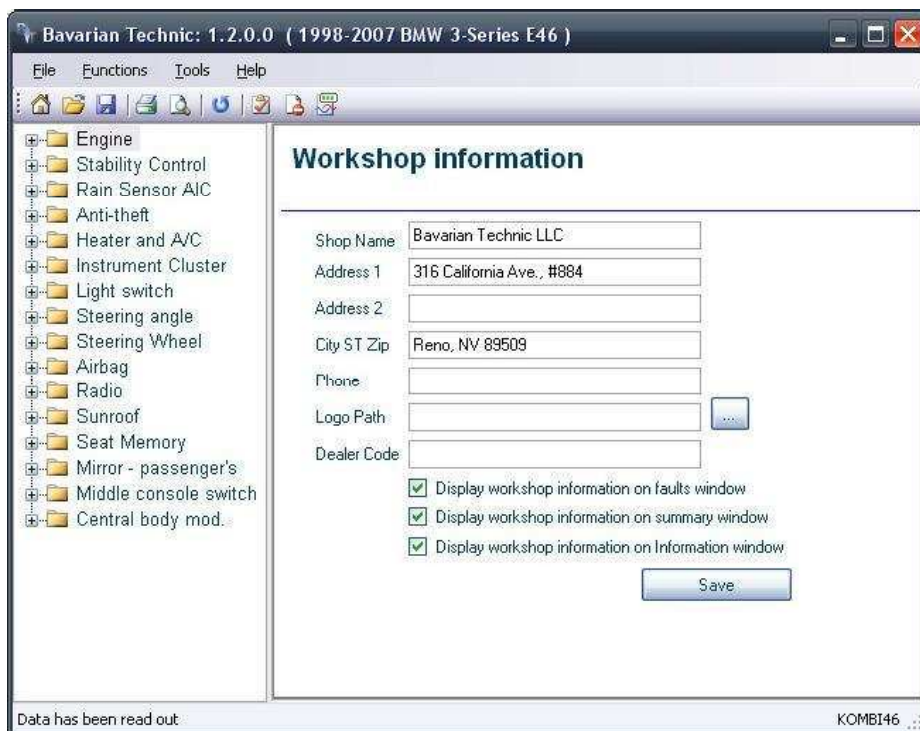 Bavarian Technic: 1.2.0.0 ( 1998-2007 BMW 3-Series E46 )
File Functions Tools Help
Engine
Stability Control
Rain Sensor AIC
Anti-theft
Heater and A/C
Instrument Cluster
Light switch
Steering angle
Steering Wheel
Airbag
Radio
Sunroof
Seat Memory
Mirror - passenger's
Middle console switch
Central body mod.
Workshop information
Shop Name Bavarian Technic LLC
Address 1 316 California Ave., #884
Address 2
City ST Zip Reno, NV 89509
Phone
Logo Path ...
Dealer Code
Display workshop information on faults window
Display workshop information on summary window
Display workshop information on Information window
Save
Data has been read out KOMBI46